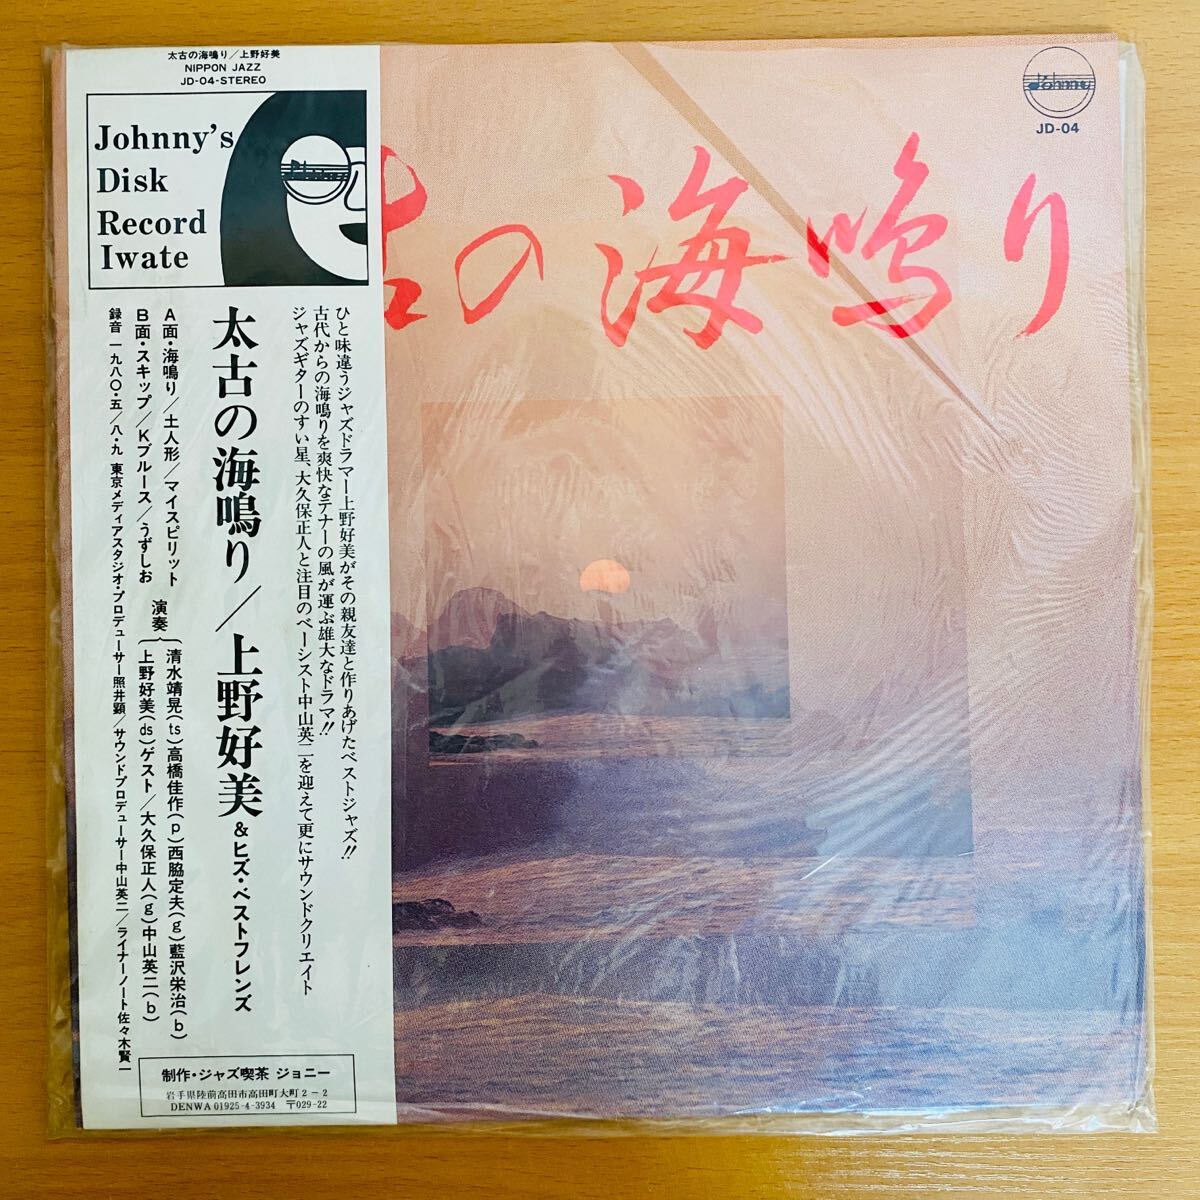 太古の海鳴り／上野好美
NIPPON JAZZ
JD-04-STEREO
Johnny's
Disk
Record
Iwate
Johnny
JD-04
古の海鳴り
ひと味違うジャズドラマー上野好美がその親友達と作りあげたベストジャズ!!
古代からの海鳴りを爽快なテナーの風が運ぶ雄大なドラマ!!
ジャズギターのすい星、大久保正人と注目のベーシスト中山英二を迎えて更にサウンドクリエイト
太古の海鳴り／上野好美&ヒズ・ベストフレンズ
A面・海鳴り／土人形／マイスピリット
B面・スキップ／Kブルース／うずしお
演奏
清水靖晃(ts)高橋佳作(p)西脇定夫(g)藍沢栄治(b)
上野好美(ds)ゲスト／大久保正人(g)中山英二(b)
録音 一九八〇・五／八・九 東京メディアスタジオ・プロデューサー照井顕／サウンドプロデューサー中山英二／ライナーノート佐々木賢一
制作・ジャズ喫茶 ジョニー
岩手県陸前高田市高田町大町2－2
DENWA 01925-4-3934 〒029-22